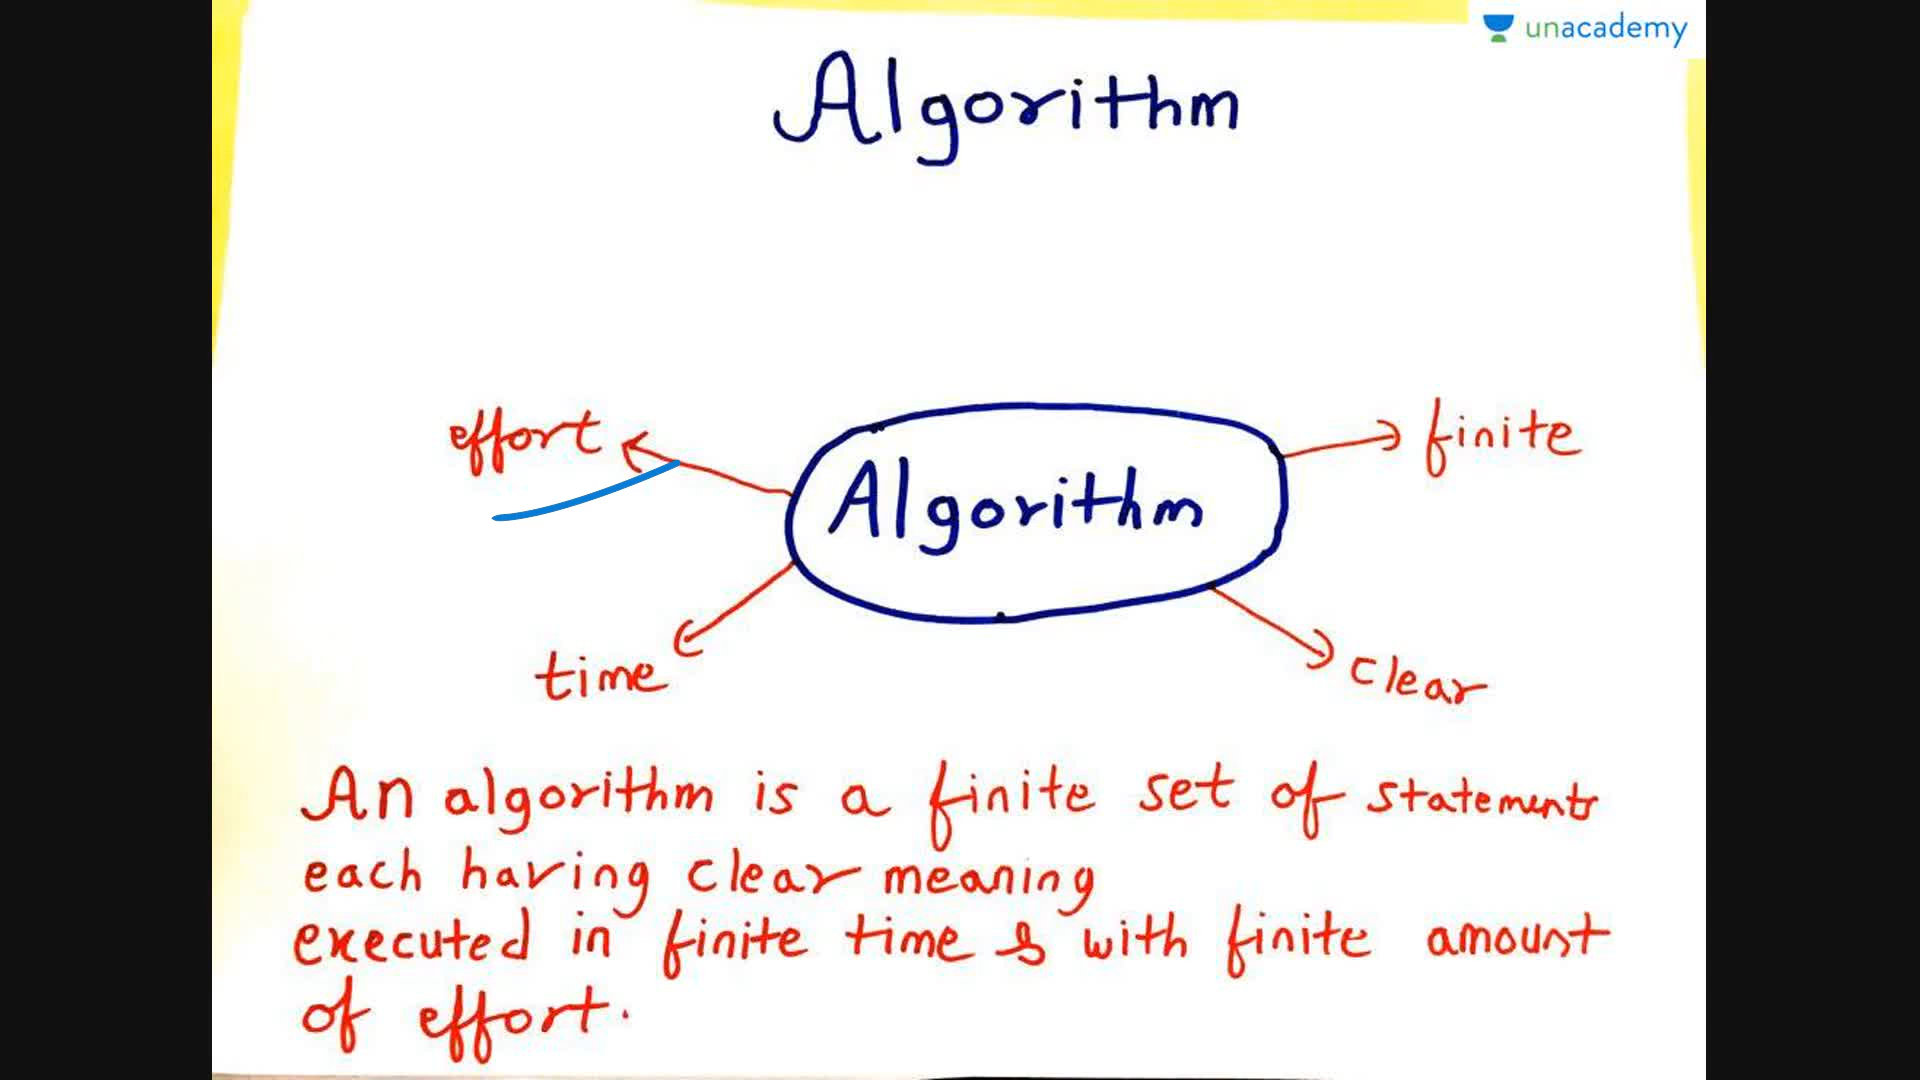 unacademy
Algorithm
effort
finite
Algorithm
time
clear
An algorithm is a finite set of statements
each having clear meaning
executed in finite time & with finite amount
of effort.